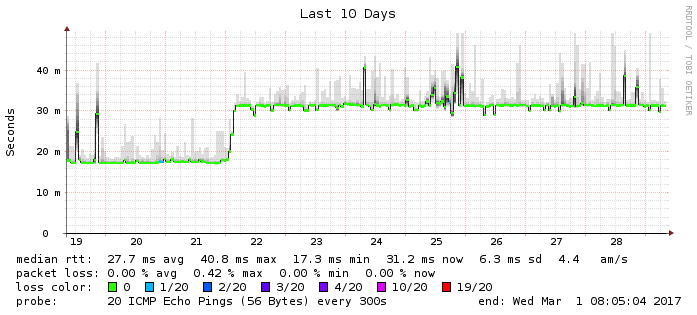 Last 10 Days
RRDTOOL / TOBI OETIKER
Seconds
40 m
30 m
20 m
10 m
0
19 20 21 22 23 24 25 26 27 28
median rtt: 27.7 ms avg 40.8 ms max 17.3 ms min 31.2 ms now 6.3 ms sd 4.4 am/s
packet loss: 0.00 % avg 0.42 % max 0.00 % min 0.00 % now
loss color: 0 1/20 2/20 3/20 4/20 10/20 19/20
probe: 20 ICMP Echo Pings (56 Bytes) every 300s end: Wed Mar 1 08:05:04 2017